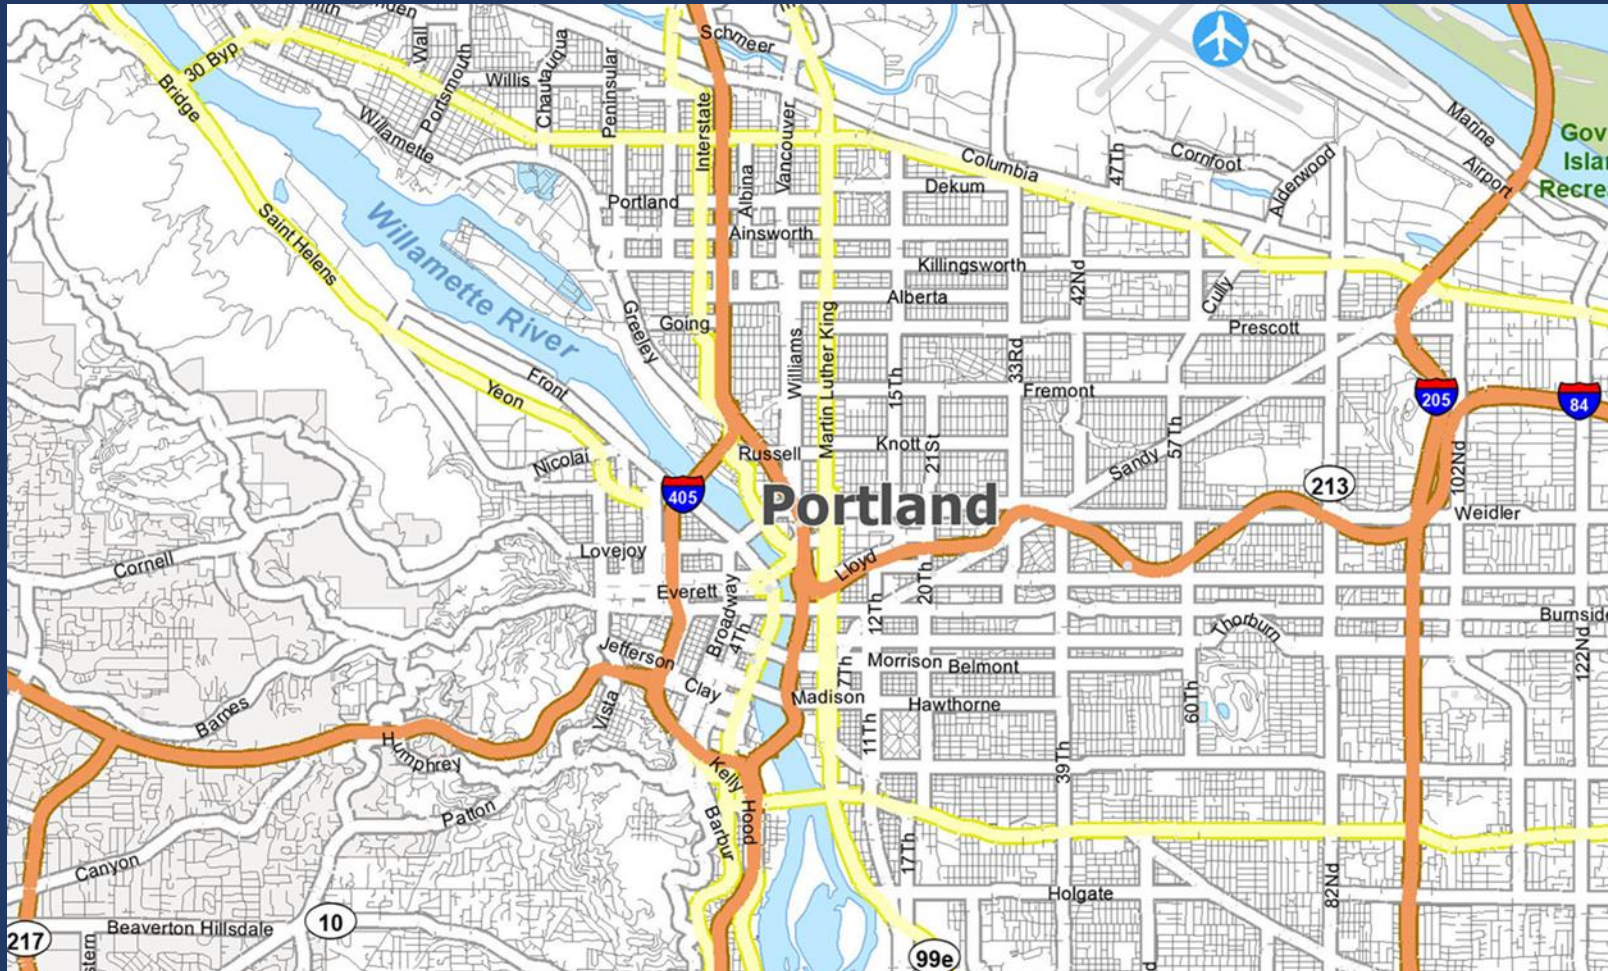 Schmeer
30 Byp
Wall
Portsmouth
Willis
Chautauqua
Peninsular
Bridge
Willamette
Interstate
Albina
Vancouver
Columbia
47Th
Cornfoot
Alderwood
Marine
Airport
Dekum
Portland
Ainsworth
Saint Helens
Willamette River
Killingsworth
42Nd
Cully
Alberta
Prescott
Going
Greeley
Williams
Martin Luther King
15Th
33Rd
Fremont
Front
Yeon
205
84
Nicolai
Russell
Knott
21St
57Th
Sandy
102Nd
405
Portland
213
Weidler
Cornell
Lovejoy
Lloyd
Everett
Broadway
4Th
12Th
20Th
Thorburn
122Nd
Jefferson
Morrison
Belmont
7Th
Clay
Madison
Hawthorne
60Th
Vista
Barnes
11Th
39Th
Humphrey
Kelly
Hood
Barbur
Patton
Canyon
17Th
82Nd
Holgate
Beaverton Hillsdale
10
217
99e